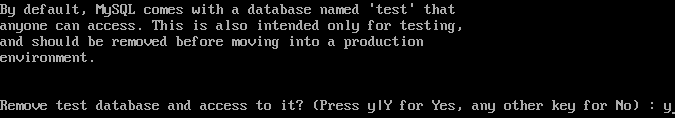 By default, MySQL comes with a database named 'test' that
anyone can access. This is also intended only for testing,
and should be removed before moving into a production
environment.
Remove test database and access to it? (Press y|Y for Yes, any other key for No) : y_